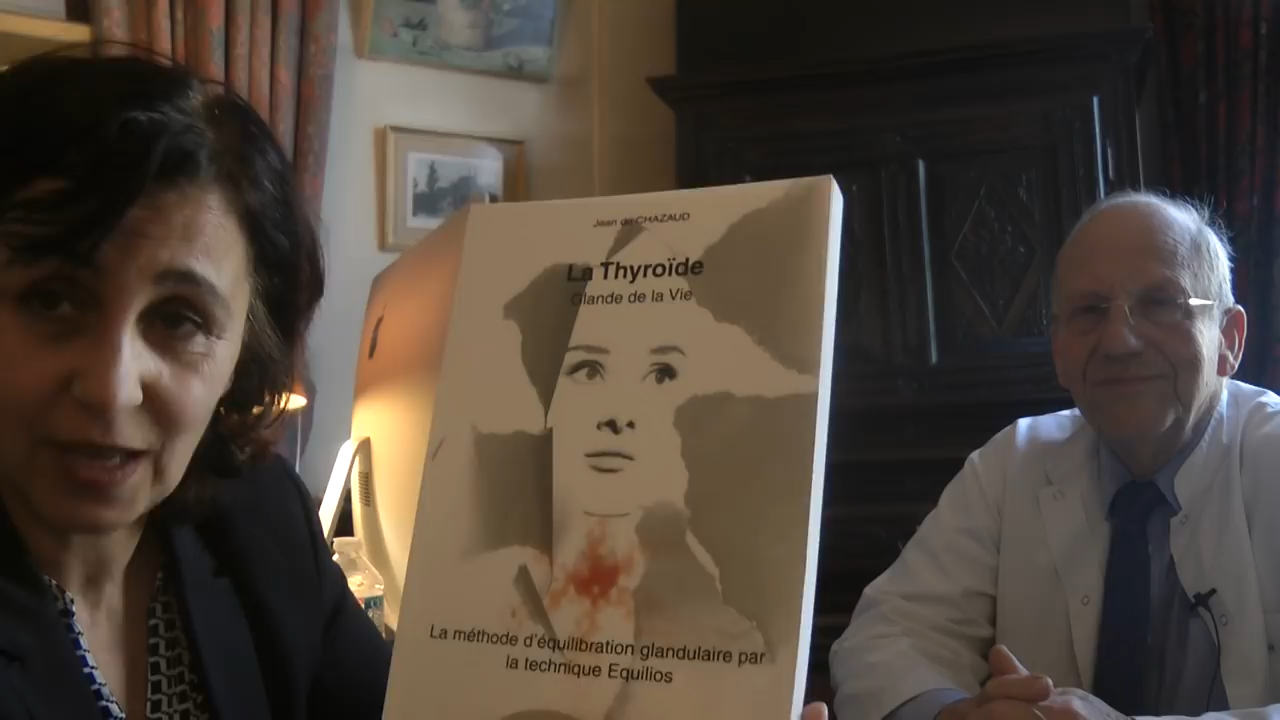 Jean de CHAZAUD
La Thyroïde
Glande de la Vie
La méthode d'équilibration glandulaire par
la technique Equilios